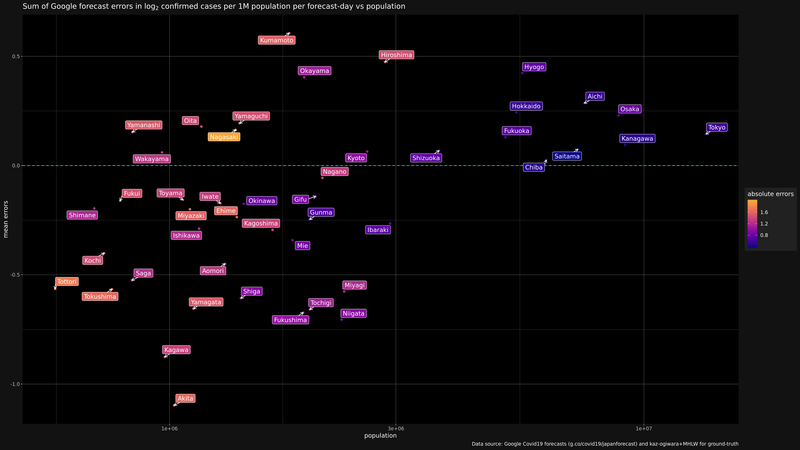 Sum of Google forecast errors in log2 confirmed cases per 1M population per forecast-day vs population
Kumamoto
Hiroshima
0.5
Okayama
Hyogo
Aichi
Hokkaido
Osaka
Yamanashi
Oita
Yamaguchi
Nagasaki
Fukuoka
Kanagawa
Tokyo
Wakayama
Kyoto
Shizuoka
Saitama
0.0
Chiba
Nagano
Fukui
Toyama
Iwate
Okinawa
Gifu
absolute errors
Shimane
Miyazaki
Ehime
Gunma
1.6
Kagoshima
1.2
Ishikawa
Ibaraki
0.8
mean errors
Mie
Kochi
Saga
Aomori
-0.5
Tottori
Miyagi
Tokushima
Shiga
Yamagata
Tochigi
Fukushima
Niigata
Kagawa
-1.0
Akita
1e+06
3e+06
1e+07
population
Data source: Google Covid19 forecasts (g.co/covid19/japanforecast) and kaz-ogiwara+MHLW for ground-truth